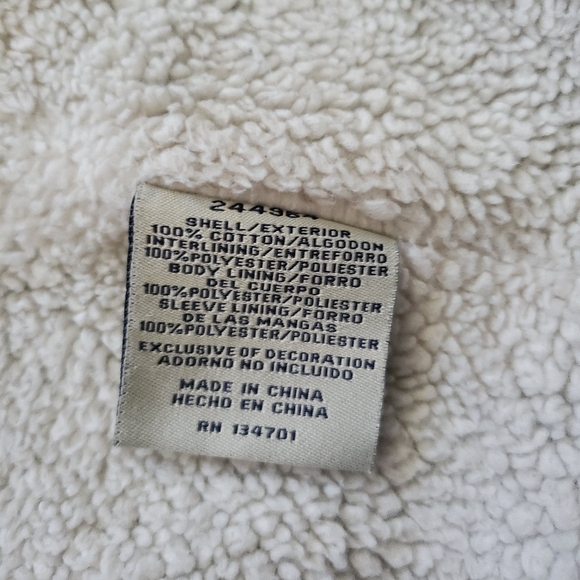 SHELL/EXTERIOR
100% COTTON/ALGODON
INTERLINING/ENTREFORRO
100%POLYESTER/POLIESTER
BODY LINING/FORRO
DEL CUERPO
100%POLYESTER/POLIESTER
SLEEVE LINING/FORRO
DE LAS MANGAS
100%POLYESTER/POLIESTER
EXCLUSIVE OF DECORATION
ADORNO NO INCLUIDO
MADE IN CHINA
HECHO EN CHINA
RN 134701